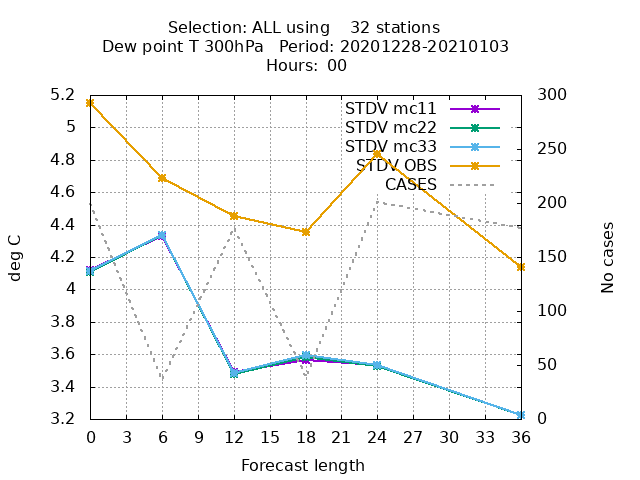 Selection: ALL using    32 stations
Dew point T 300hPa   Period: 20201228-20210103
Hours:  00
5.2
5
4.8
4.6
4.4
4.2
4
3.8
3.6
3.4
3.2
deg C
STDV mc11
STDV mc22
STDV mc33
STDV OBS
CASES
300
250
200
150
100
50
0
No cases
0 3 6 9 12 15 18 21 24 27 30 33 36
Forecast length